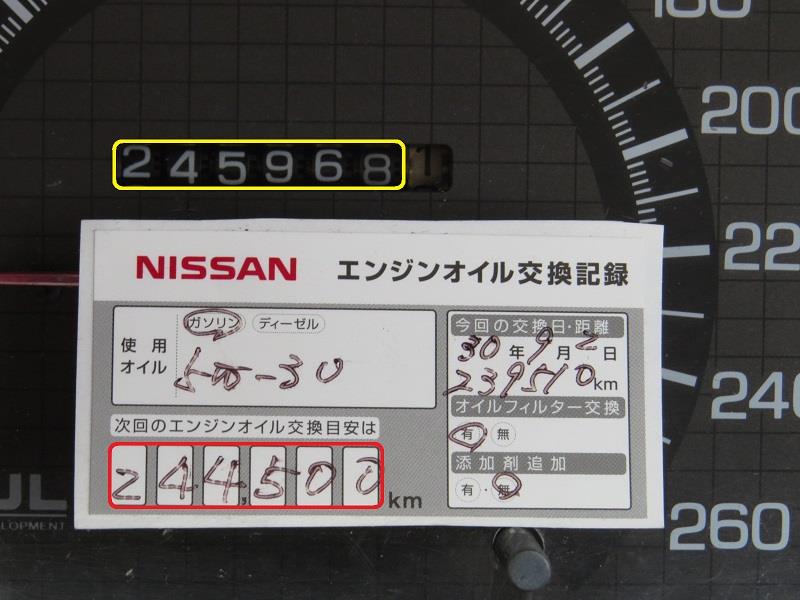 180
200
220
240
260
2459681
NISSAN エンジンオイル交換記録
使用オイル
ガソリン ディーゼル
5W-30
次回のエンジンオイル交換目安は
244,500 km
今回の交換日・距離
30年9月2日
239510km
オイルフィルター交換
有・無
添加剤追加
有・無